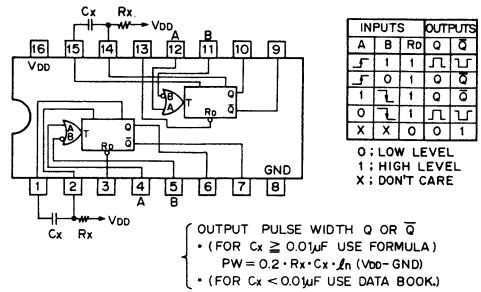 Cx Rx VDD
A B
16 15 14 13 12 11 10 9
VDD
B
A T Q
RD Q̅
A
B T Q
RD Q̅
GND
1 2 3 4 5 6 7 8
A B
VDD
Cx Rx
INPUTS OUTPUTS
A B RD Q Q̅
1 1
0 1 Q Q̅
1 1 Q Q̅
0 1
X X 0 0 1
0 ; LOW LEVEL
1 ; HIGH LEVEL
X ; DON'T CARE
OUTPUT PULSE WIDTH Q OR Q̅
• (FOR Cx ≧ 0.01μF USE FORMULA)
PW = 0.2 • Rx • Cx • ℓn (VDD-GND)
• (FOR Cx < 0.01μF USE DATA BOOK.)